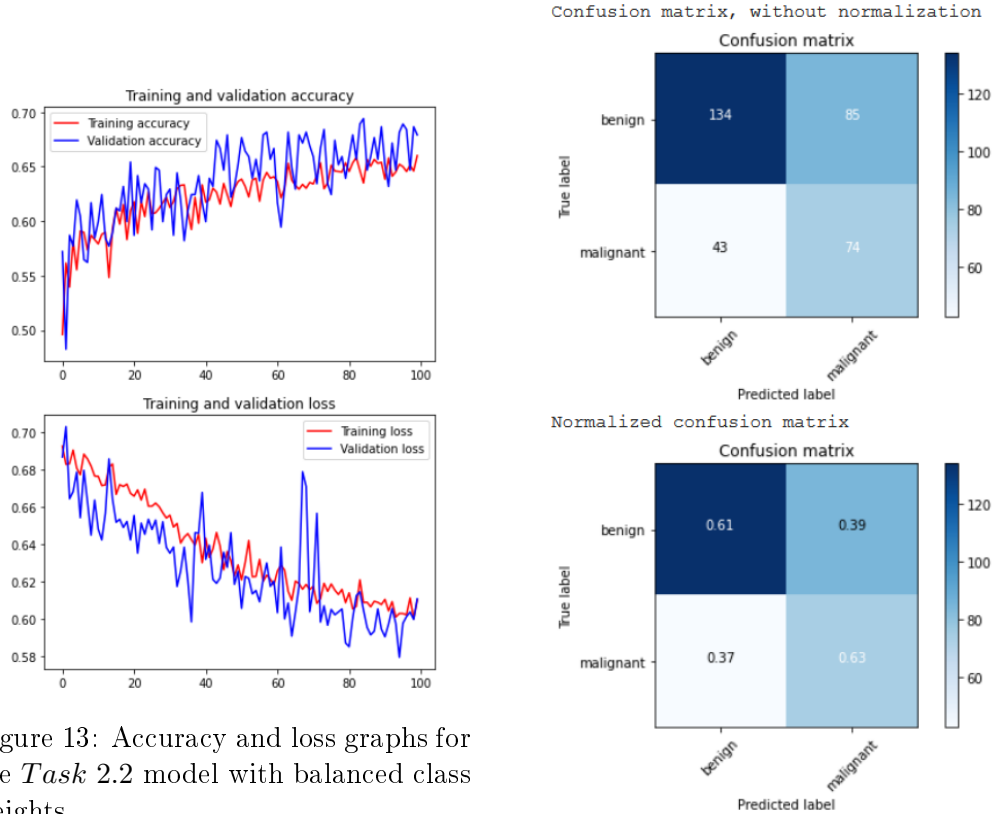 Training and validation accuracy
0.70
0.65
0.60
0.55
0.50
Training accuracy
Validation accuracy
0 20 40 60 80 100
Training and validation loss
0.70
0.68
0.66
0.64
0.62
0.60
0.58
Training loss
Validation loss
0 20 40 60 80 100
gure 13: Accuracy and loss graphs for
e Task 2.2 model with balanced class
eights
Confusion matrix, without normalization
Confusion matrix
True label
benign 134 85
malignant 43 74
benign malignant
Predicted label
120
100
80
60
Normalized confusion matrix
Confusion matrix
True label
benign 0.61 0.39
malignant 0.37 0.63
benign malignant
Predicted label
120
100
80
60